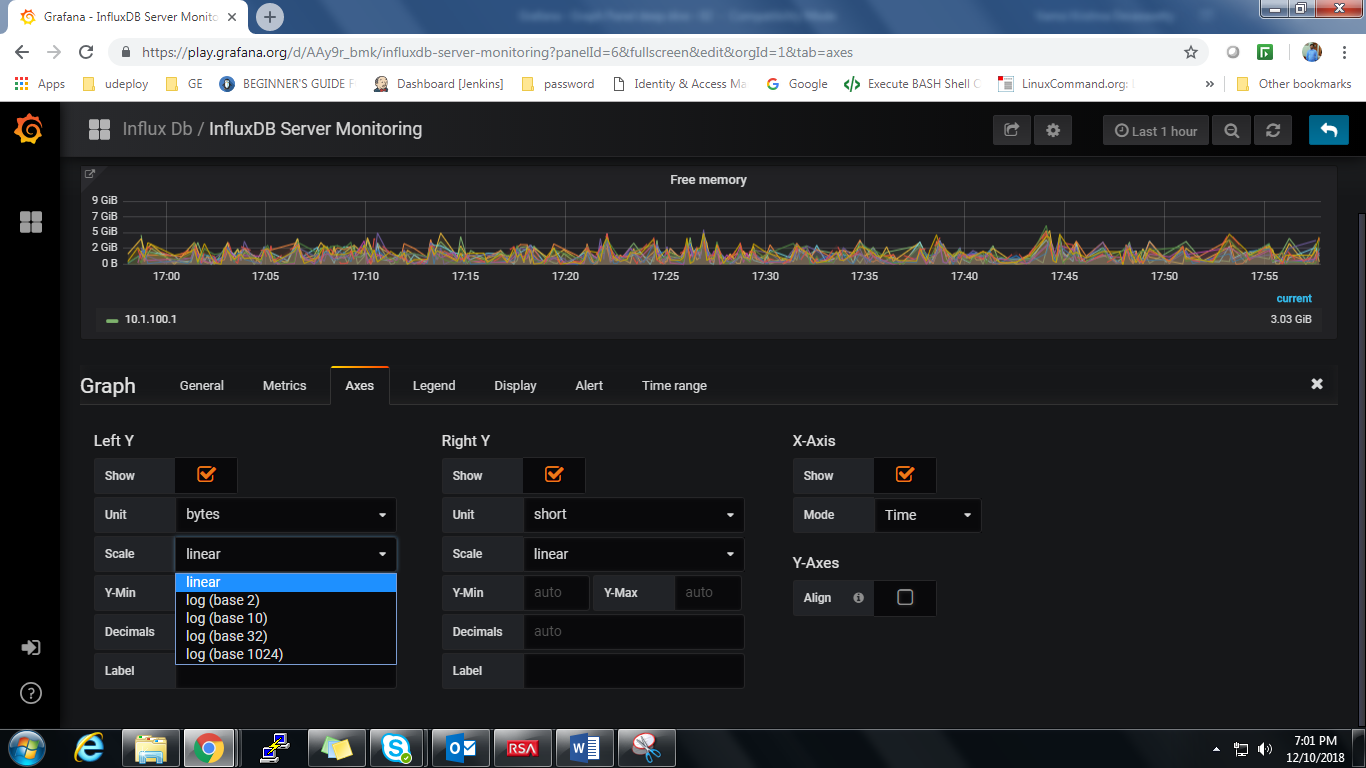 Grafana - InfluxDB Server Monito
https://play.grafana.org/d/AAy9r_bmk/influxdb-server-monitoring?panelId=6&fullscreen&edit&orgId=1&tab=axes
Apps udeploy GE BEGINNER'S GUIDE F Dashboard [Jenkins] password Identity & Access Ma Google Execute BASH Shell C LinuxCommand.org: » Other bookmarks
Influx Db / InfluxDB Server Monitoring Last 1 hour
Free memory
9 GiB
7 GiB
5 GiB
2 GiB
0 B
17:00 17:05 17:10 17:15 17:20 17:25 17:30 17:35 17:40 17:45 17:50 17:55
current
10.1.100.1 3.03 GiB
Graph General Metrics Axes Legend Display Alert Time range
Left Y Right Y X-Axis
Show Show Show
Unit bytes Unit short Mode Time
Scale linear Scale linear
Y-Axes
linear
Y-Min Y-Min auto Y-Max auto Align
log (base 2)
log (base 10)
Decimals Decimals auto
log (base 32)
log (base 1024)
Label Label
RSA
7:01 PM
12/10/2018